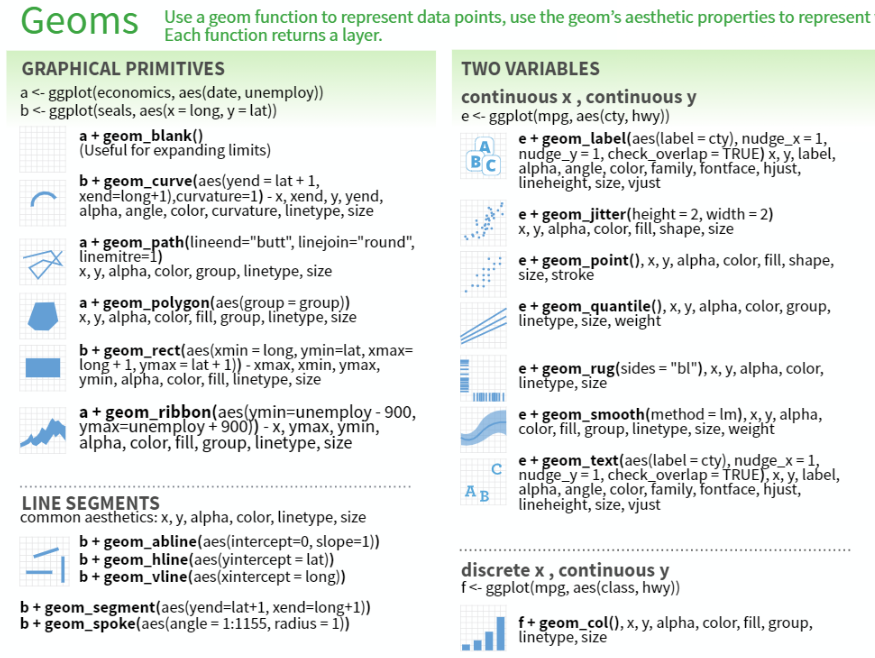 Geoms
Use a geom function to represent data points, use the geom's aesthetic properties to represent
Each function returns a layer.
GRAPHICAL PRIMITIVES
a <- ggplot(economics, aes(date, unemploy))
b <- ggplot(seals, aes(x = long, y = lat))
a + geom_blank()
(Useful for expanding limits)
b + geom_curve(aes(yend = lat + 1,
xend=long+1),curvature=1) - x, xend, y, yend,
alpha, angle, color, curvature, linetype, size
a + geom_path(lineend="butt", linejoin="round",
linemitre=1)
x, y, alpha, color, group, linetype, size
a + geom_polygon(aes(group = group))
x, y, alpha, color, fill, group, linetype, size
b + geom_rect(aes(xmin = long, ymin=lat, xmax=
long + 1, ymax = lat + 1)) - xmax, xmin, ymax,
ymin, alpha, color, fill, linetype, size
a + geom_ribbon(aes(ymin=unemploy - 900,
ymax=unemploy + 900)) - x, ymax, ymin,
alpha, color, fill, group, linetype, size
LINE SEGMENTS
common aesthetics: x, y, alpha, color, linetype, size
b + geom_abline(aes(intercept=0, slope=1))
b + geom_hline(aes(yintercept = lat))
b + geom_vline(aes(xintercept = long))
b + geom_segment(aes(yend=lat+1, xend=long+1))
b + geom_spoke(aes(angle = 1:1155, radius = 1))
TWO VARIABLES
continuous x , continuous y
e <- ggplot(mpg, aes(cty, hwy))
A
B C
e + geom_label(aes(label = cty), nudge_x = 1,
nudge_y = 1, check_overlap = TRUE) x, y, label,
alpha, angle, color, family, fontface, hjust,
lineheight, size, vjust
e + geom_jitter(height = 2, width = 2)
x, y, alpha, color, fill, shape, size
e + geom_point(), x, y, alpha, color, fill, shape,
size, stroke
e + geom_quantile(), x, y, alpha, color, group,
linetype, size, weight
e + geom_rug(sides = "bl"), x, y, alpha, color,
linetype, size
e + geom_smooth(method = lm), x, y, alpha,
color, fill, group, linetype, size, weight
C
A B
e + geom_text(aes(label = cty), nudge_x = 1,
nudge_y = 1, check_overlap = TRUE), x, y, label,
alpha, angle, color, family, fontface, hjust,
lineheight, size, vjust
discrete x , continuous y
f <- ggplot(mpg, aes(class, hwy))
f + geom_col(), x, y, alpha, color, fill, group,
linetype, size